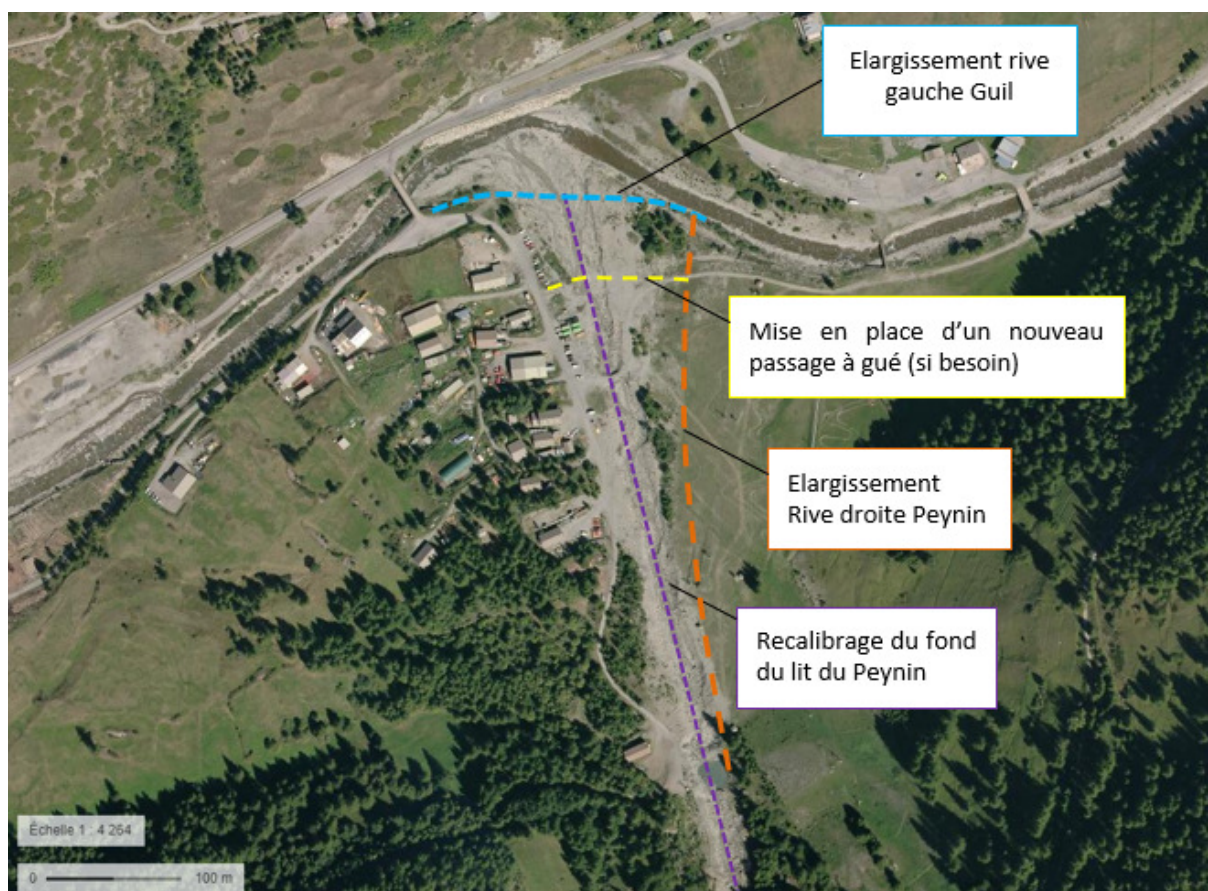 Elargissement rive
gauche Guil
Mise en place d'un nouveau
passage à gué (si besoin)
Elargissement
Rive droite Peynin
Recalibrage du fond
du lit du Peynin
Échelle 1 : 4 264
0 100 m